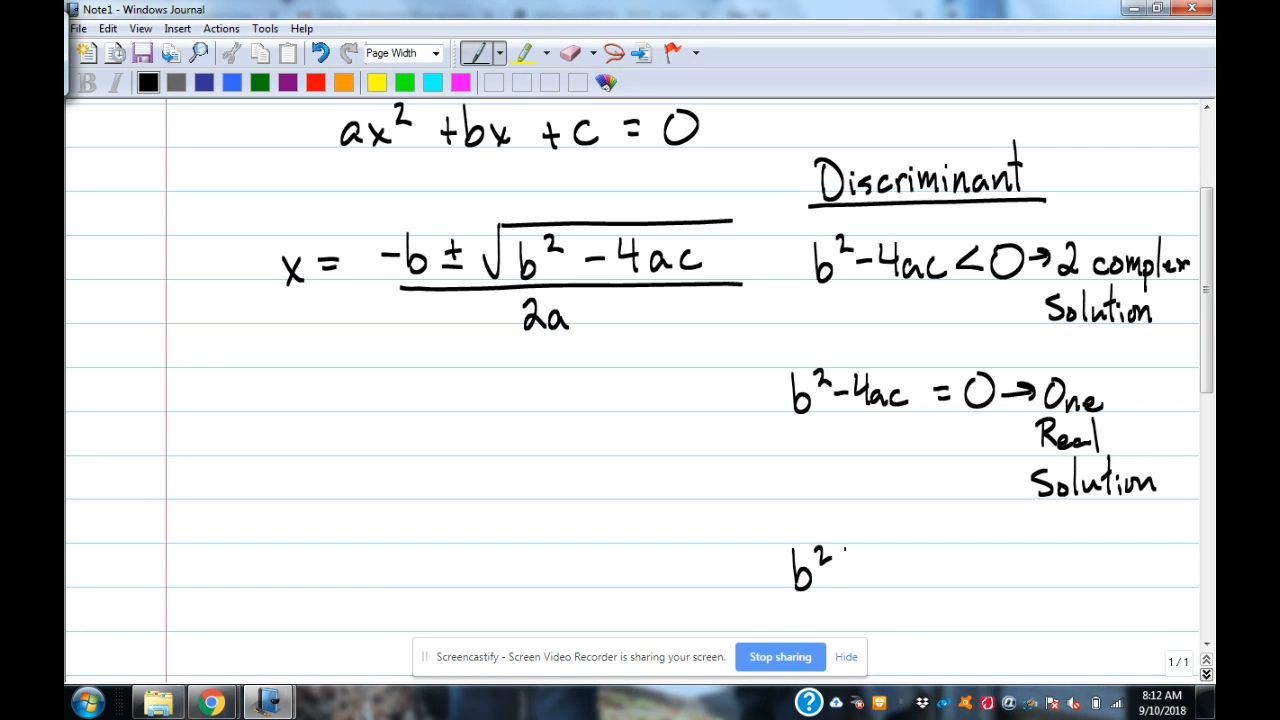 Note1 - Windows Journal
File Edit View Insert Actions Tools Help
Page Width
B I
ax² + bx + c = 0
Discriminant
x = -b ± √b² - 4ac
2a
b² - 4ac < 0 → 2 complex
Solution
b² - 4ac = 0 → One
Real
Solution
b²
Screencastify - Screen Video Recorder is sharing your screen. Stop sharing Hide
1 / 1
8:12 AM
9/10/2018